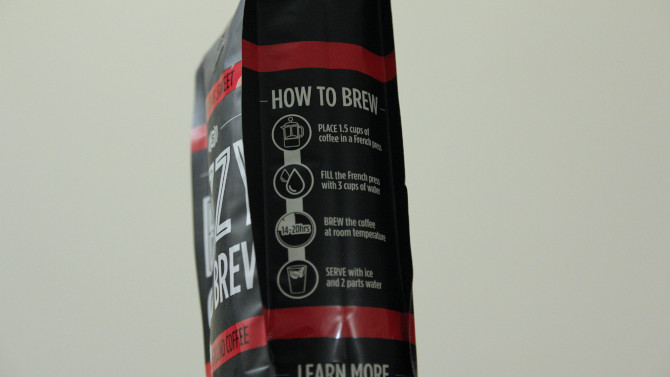 HOW TO BREW
PLACE 1.5 cups of
coffee in a French press
FILL the French press
with 3 cups of water
14-20hrs
BREW the coffee
at room temperature
SERVE with ice
and 2 parts water
LEARN MORE
BREW
COFFEE